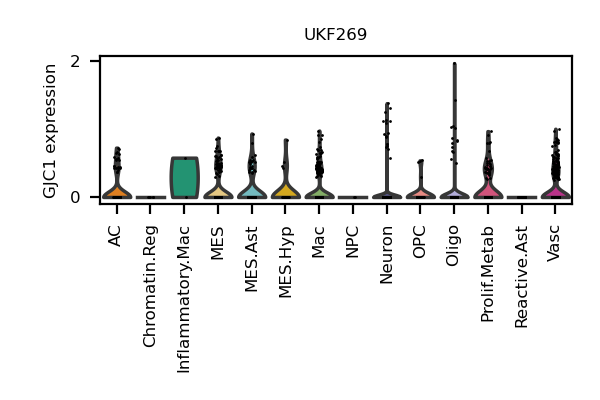 UKF269
GJC1 expression
2
0
AC
Chromatin.Reg
Inflammatory.Mac
MES
MES.Ast
MES.Hyp
Mac
NPC
Neuron
OPC
Oligo
Prolif.Metab
Reactive.Ast
Vasc